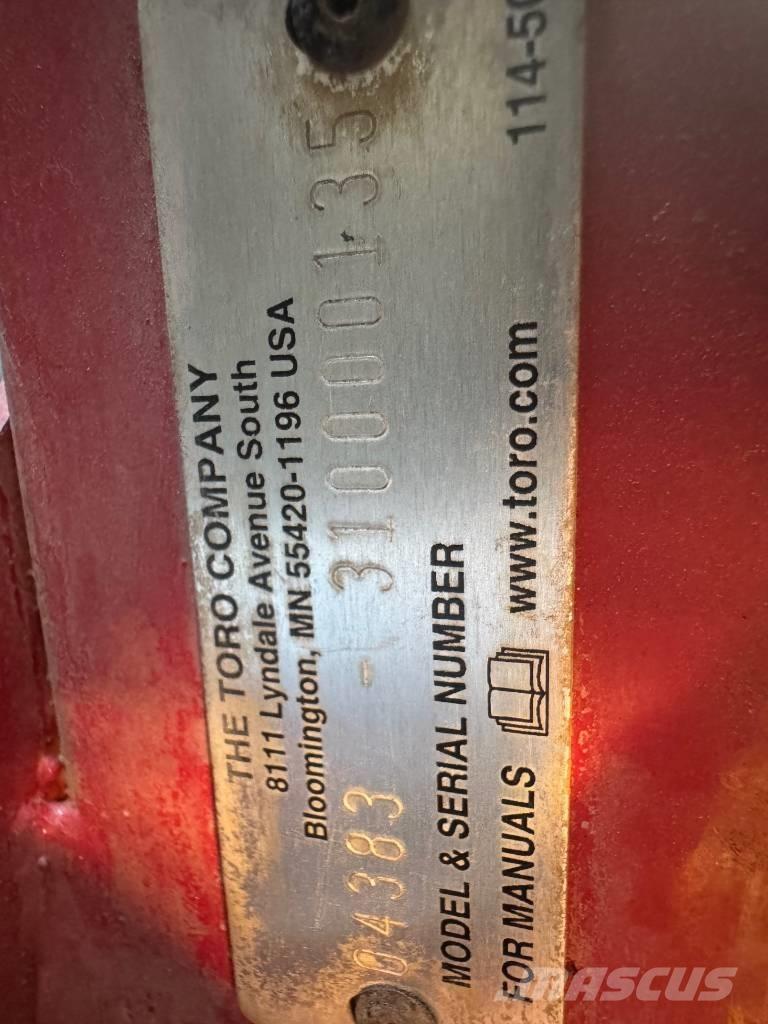 THE TORO COMPANY
8111 Lyndale Avenue South
Bloomington, MN 55420-1196 USA
04383 - 310000135
MODEL & SERIAL NUMBER
FOR MANUALS www.toro.com 
MASCUS